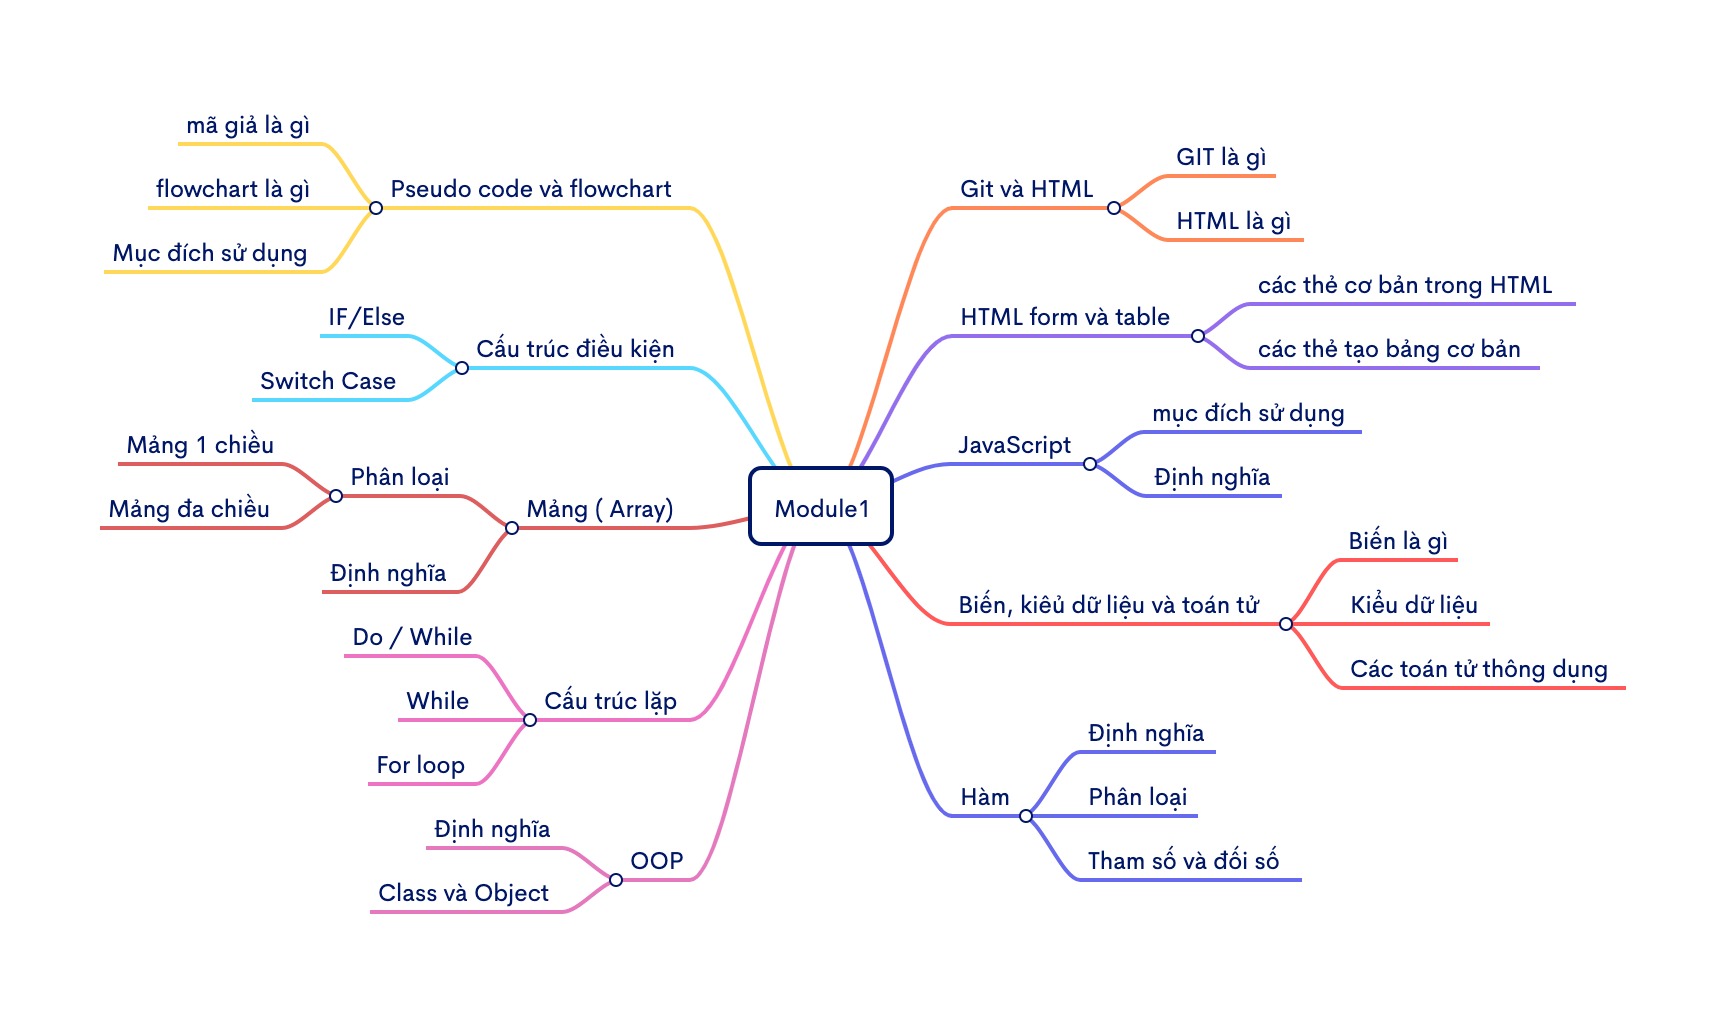 Module1
Pseudo code và flowchart
mã giả là gì
flowchart là gì
Mục đích sử dụng
Cấu trúc điều kiện
IF/Else
Switch Case
Mảng ( Array)
Phân loại
Mảng 1 chiều
Mảng đa chiều
Định nghĩa
Cấu trúc lặp
Do / While
While
For loop
OOP
Định nghĩa
Class và Object
Git và HTML
GIT là gì
HTML là gì
HTML form và table
các thẻ cơ bản trong HTML
các thẻ tạo bảng cơ bản
JavaScript
mục đích sử dụng
Định nghĩa
Biến, kiêủ dữ liệu và toán tử
Biến là gì
Kiểu dữ liệu
Các toán tử thông dụng
Hàm
Định nghĩa
Phân loại
Tham số và đối số